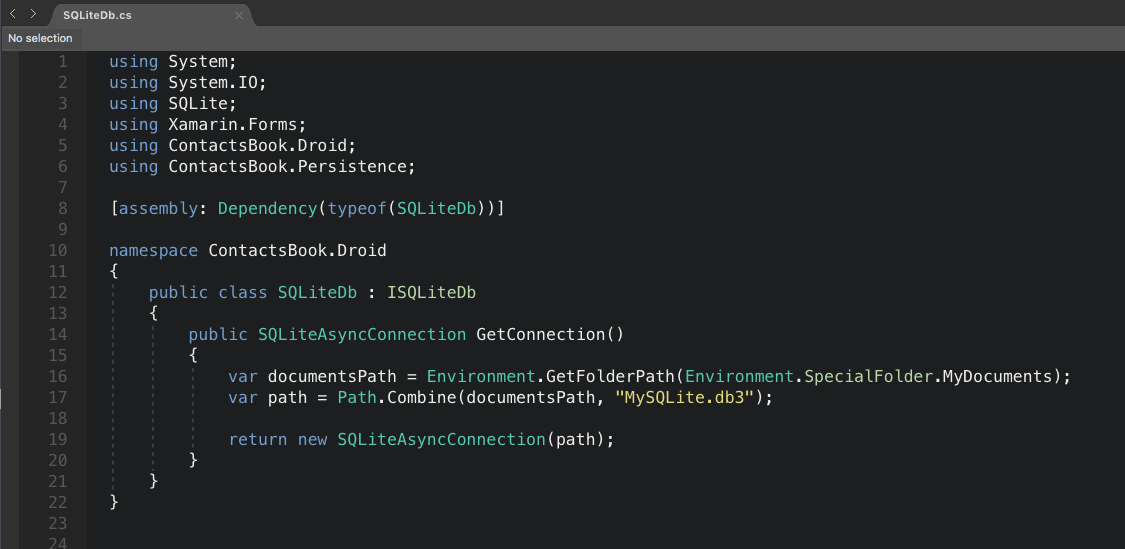 SQLiteDb.cs
No selection
1 using System;
2 using System.IO;
3 using SQLite;
4 using Xamarin.Forms;
5 using ContactsBook.Droid;
6 using ContactsBook.Persistence;
7
8 [assembly: Dependency(typeof(SQLiteDb))]
9
10 namespace ContactsBook.Droid
11 {
12     public class SQLiteDb : ISQLiteDb
13     {
14         public SQLiteAsyncConnection GetConnection()
15         {
16             var documentsPath = Environment.GetFolderPath(Environment.SpecialFolder.MyDocuments);
17             var path = Path.Combine(documentsPath, "MySQLite.db3");
18
19             return new SQLiteAsyncConnection(path);
20         }
21     }
22 }
23
24